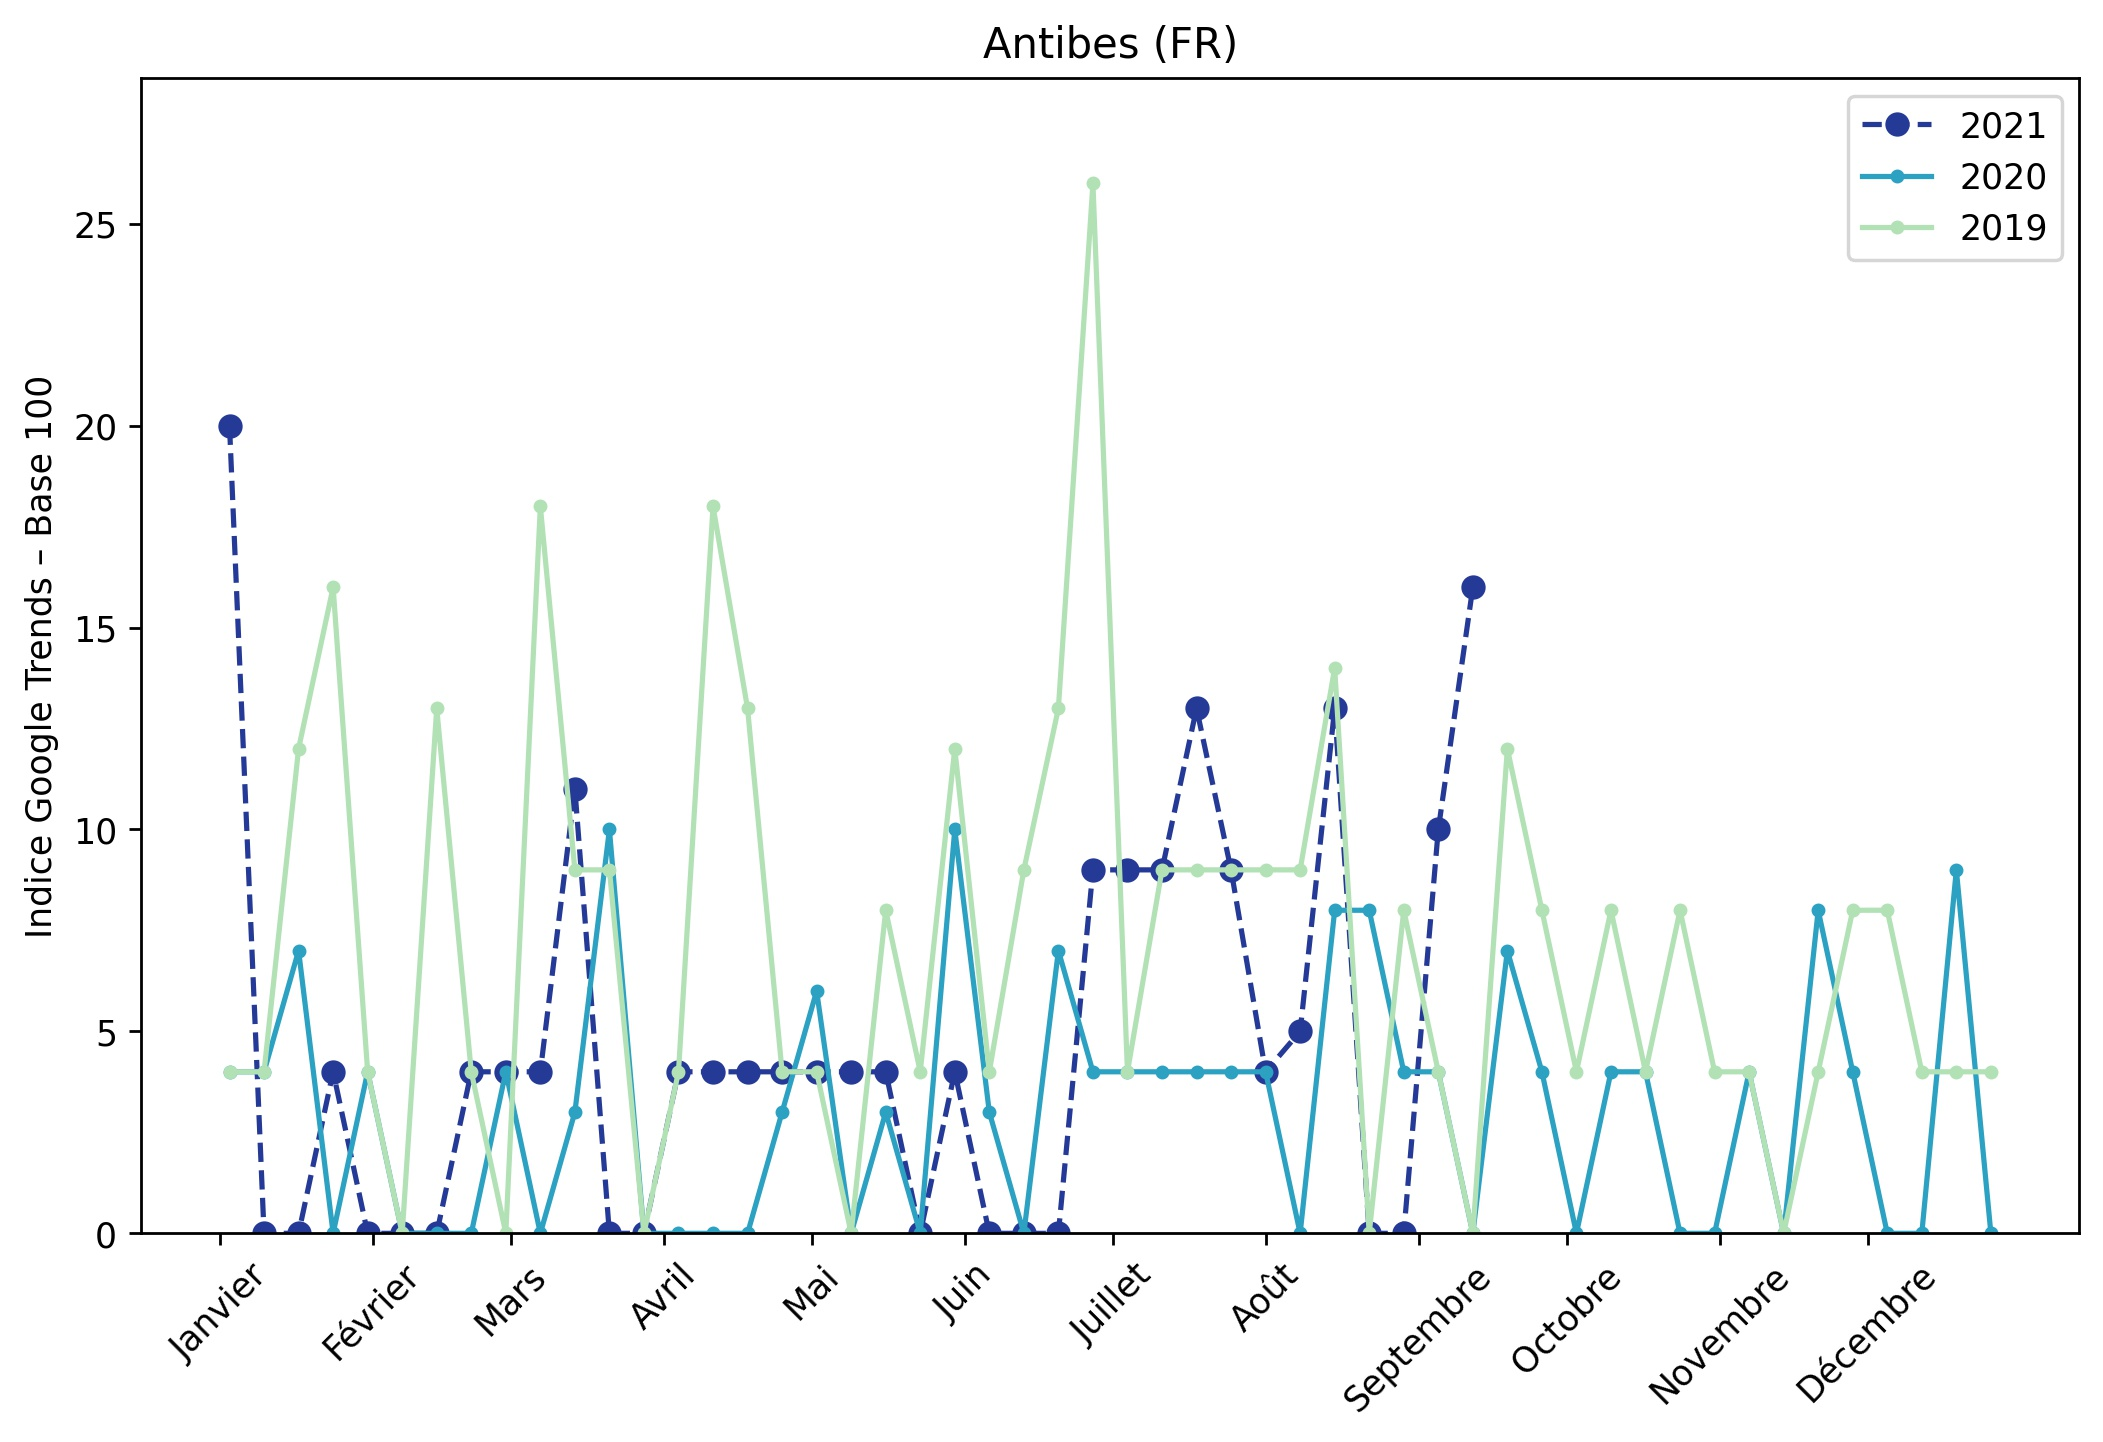 Antibes (FR)
2021
2020
2019
Indice Google Trends – Base 100
25
20
15
10
5
0
Janvier
Février
Mars
Avril
Mai
Juin
Juillet
Août
Septembre
Octobre
Novembre
Décembre